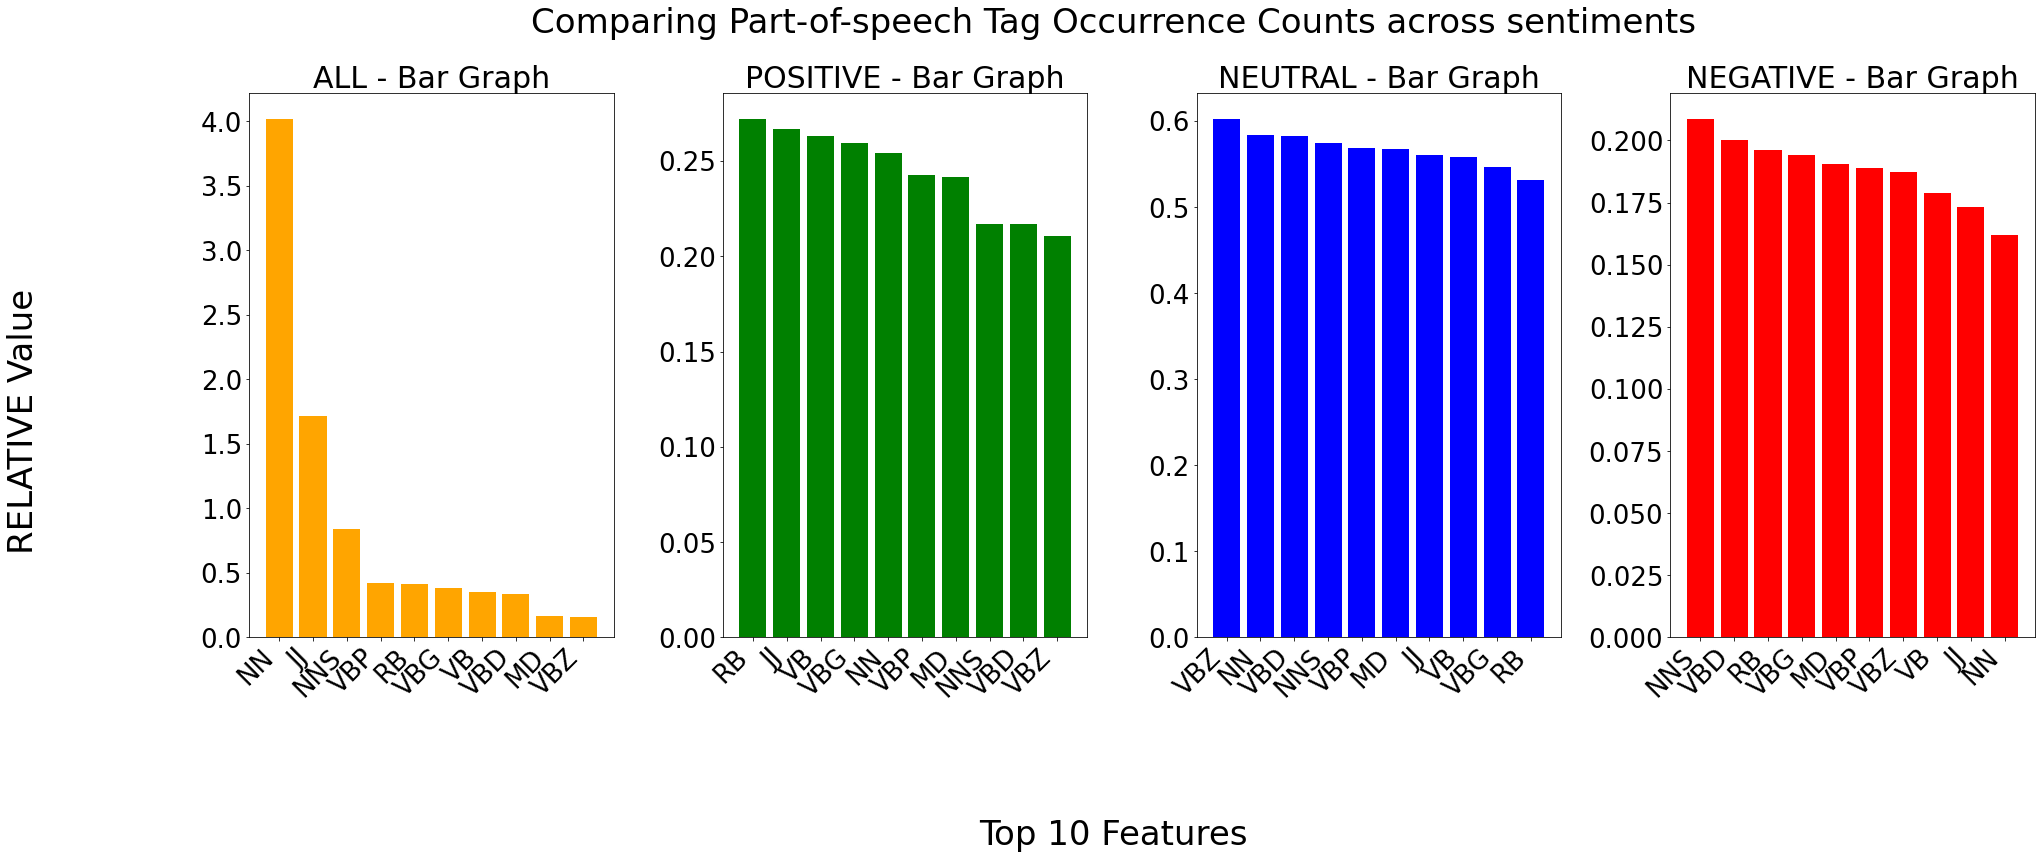 Comparing Part-of-speech Tag Occurrence Counts across sentiments
RELATIVE Value
ALL - Bar Graph
4.0
3.5
3.0
2.5
2.0
1.5
1.0
0.5
0.0
NN
JJ
NNS
VBP
RB
VBG
VB
VBD
MD
VBZ
POSITIVE - Bar Graph
0.25
0.20
0.15
0.10
0.05
0.00
RB
JJ
VB
VBG
NN
VBP
MD
NNS
VBD
VBZ
NEUTRAL - Bar Graph
0.6
0.5
0.4
0.3
0.2
0.1
0.0
VBZ
NN
VBD
NNS
VBP
MD
JJ
VB
VBG
RB
NEGATIVE - Bar Graph
0.200
0.175
0.150
0.125
0.100
0.075
0.050
0.025
0.000
NNS
VBD
RB
VBG
MD
VBP
VBZ
VB
JJ
NN
Top 10 Features